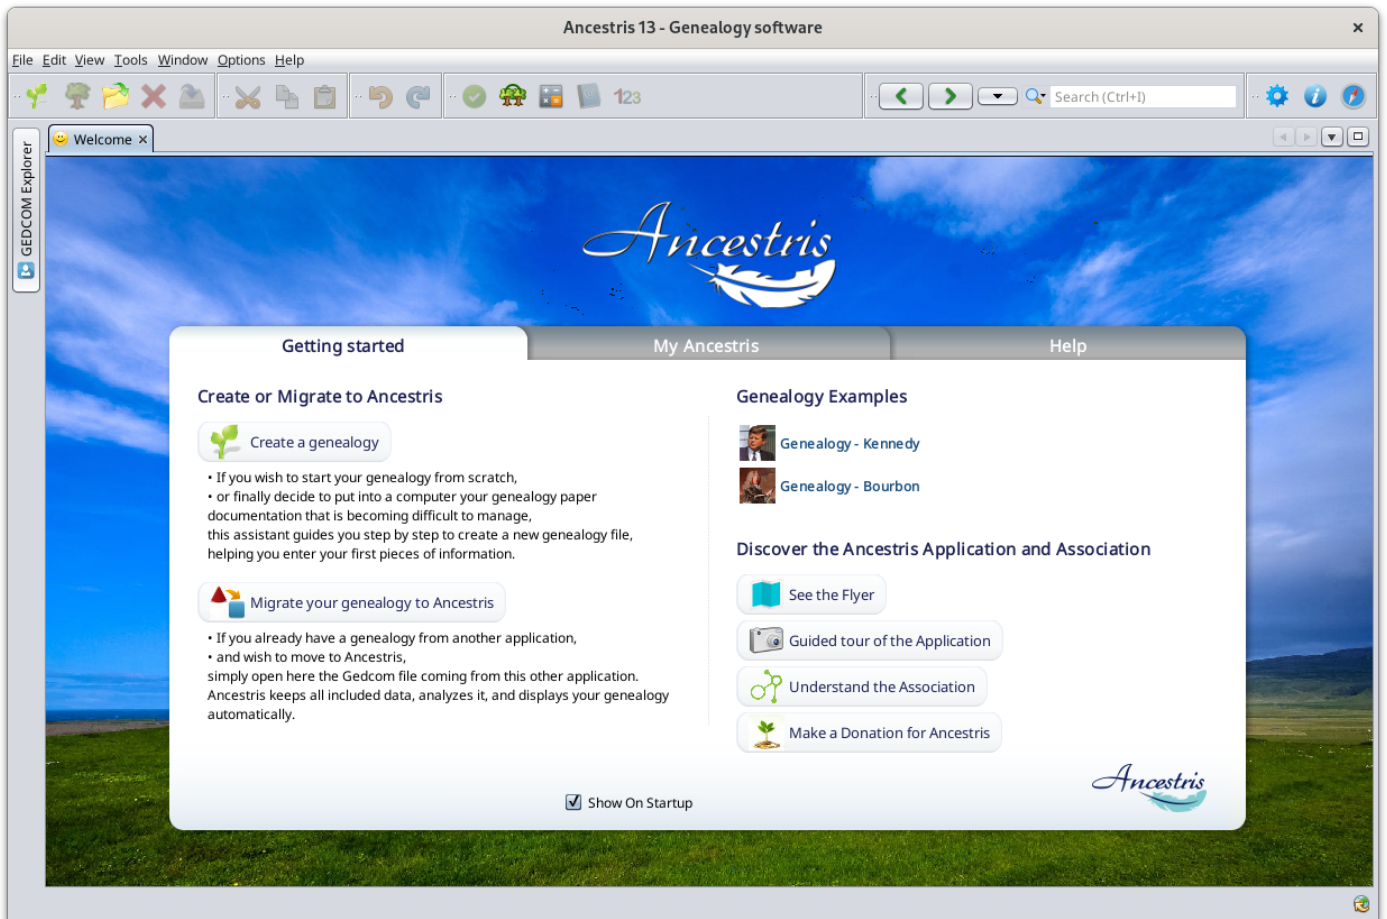 Ancestris 13 - Genealogy software
File Edit View Tools Window Options Help
123
Search (Ctrl+I)
GEDCOM Explorer
Welcome
Ancestris
Getting started
My Ancestris
Help
Create or Migrate to Ancestris
Create a genealogy
• If you wish to start your genealogy from scratch,
• or finally decide to put into a computer your genealogy paper
documentation that is becoming difficult to manage,
this assistant guides you step by step to create a new genealogy file,
helping you enter your first pieces of information.
Migrate your genealogy to Ancestris
• If you already have a genealogy from another application,
• and wish to move to Ancestris,
simply open here the Gedcom file coming from this other application.
Ancestris keeps all included data, analyzes it, and displays your genealogy
automatically.
Genealogy Examples
Genealogy - Kennedy
Genealogy - Bourbon
Discover the Ancestris Application and Association
See the Flyer
Guided tour of the Application
Understand the Association
Make a Donation for Ancestris
Ancestris
Show On Startup